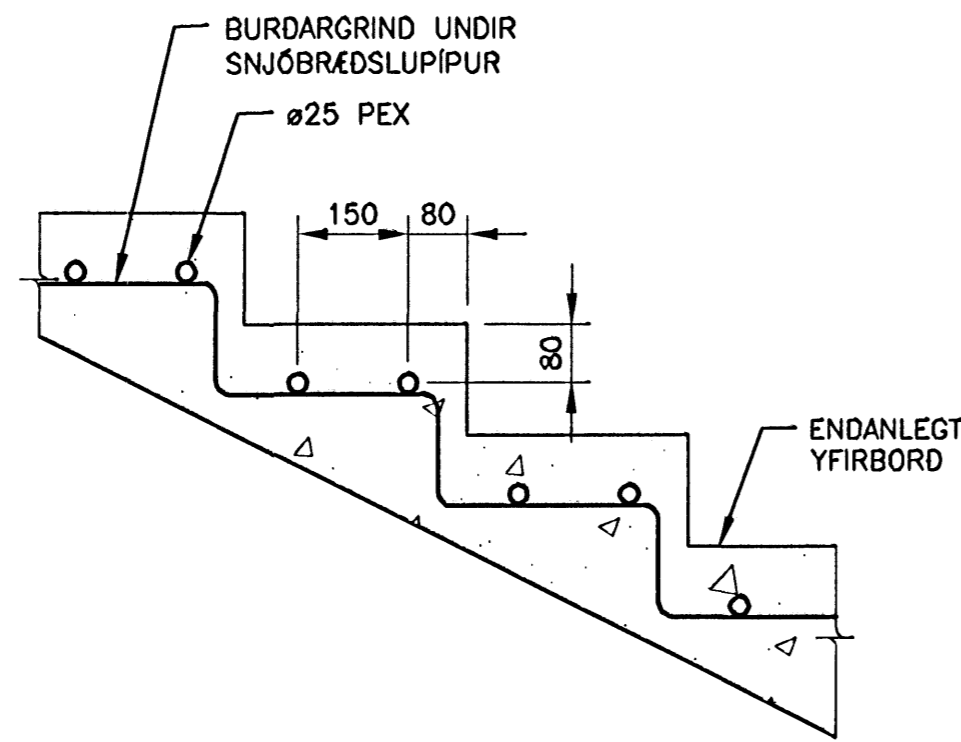 BURÐARGRIND UNDIR
SNJÓBRÆÐSLUPÍPUR
ø25 PEX
150
80
80
ENDANLEGT
YFIRBORÐ